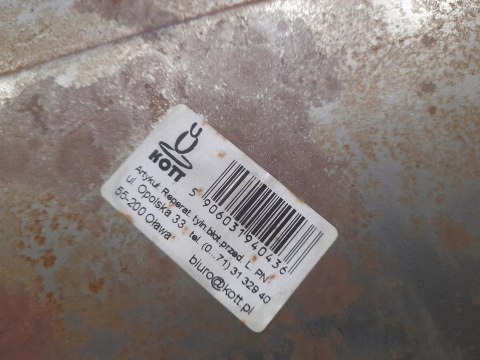 KOTT
5 906031 940436
Artykuł. Reperat. tyln.błot.przed. L. PN
ul. Opolska 33, tel. (0...71) 31 329 40
55-200 Oława
biuro@kott.pl